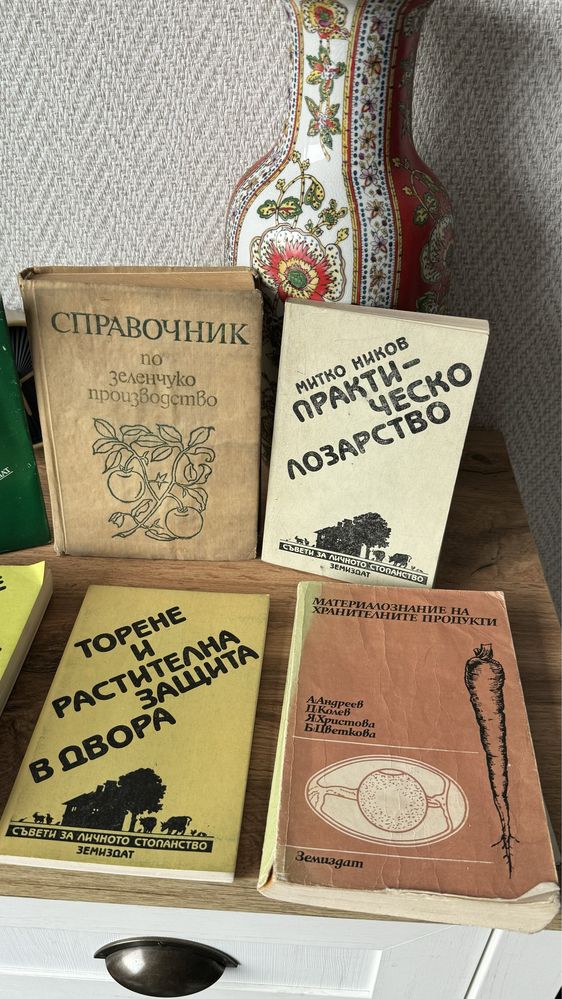 СПРАВОЧНИК
по
зеленчуко
производство
МИТКО НИКОВ
ПРАКТИ-
ЧЕСКО
ЛОЗАРСТВО
СЪВЕТИ ЗА ЛИЧНОТО СТОПАНСТВО
ЗЕМИЗДАТ
ТОРЕНЕ
И
РАСТИТЕЛНА
ЗАЩИТА
В ДВОРА
СЪВЕТИ ЗА ЛИЧНОТО СТОПАНСТВО
ЗЕМИЗДАТ
МАТЕРИАЛОЗНАНИЕ НА
ХРАНИТЕЛНИТЕ ПРОДУКТИ
А.Андреев
П.Колев
Я.Христова
Б.Цветкова
Земиздат